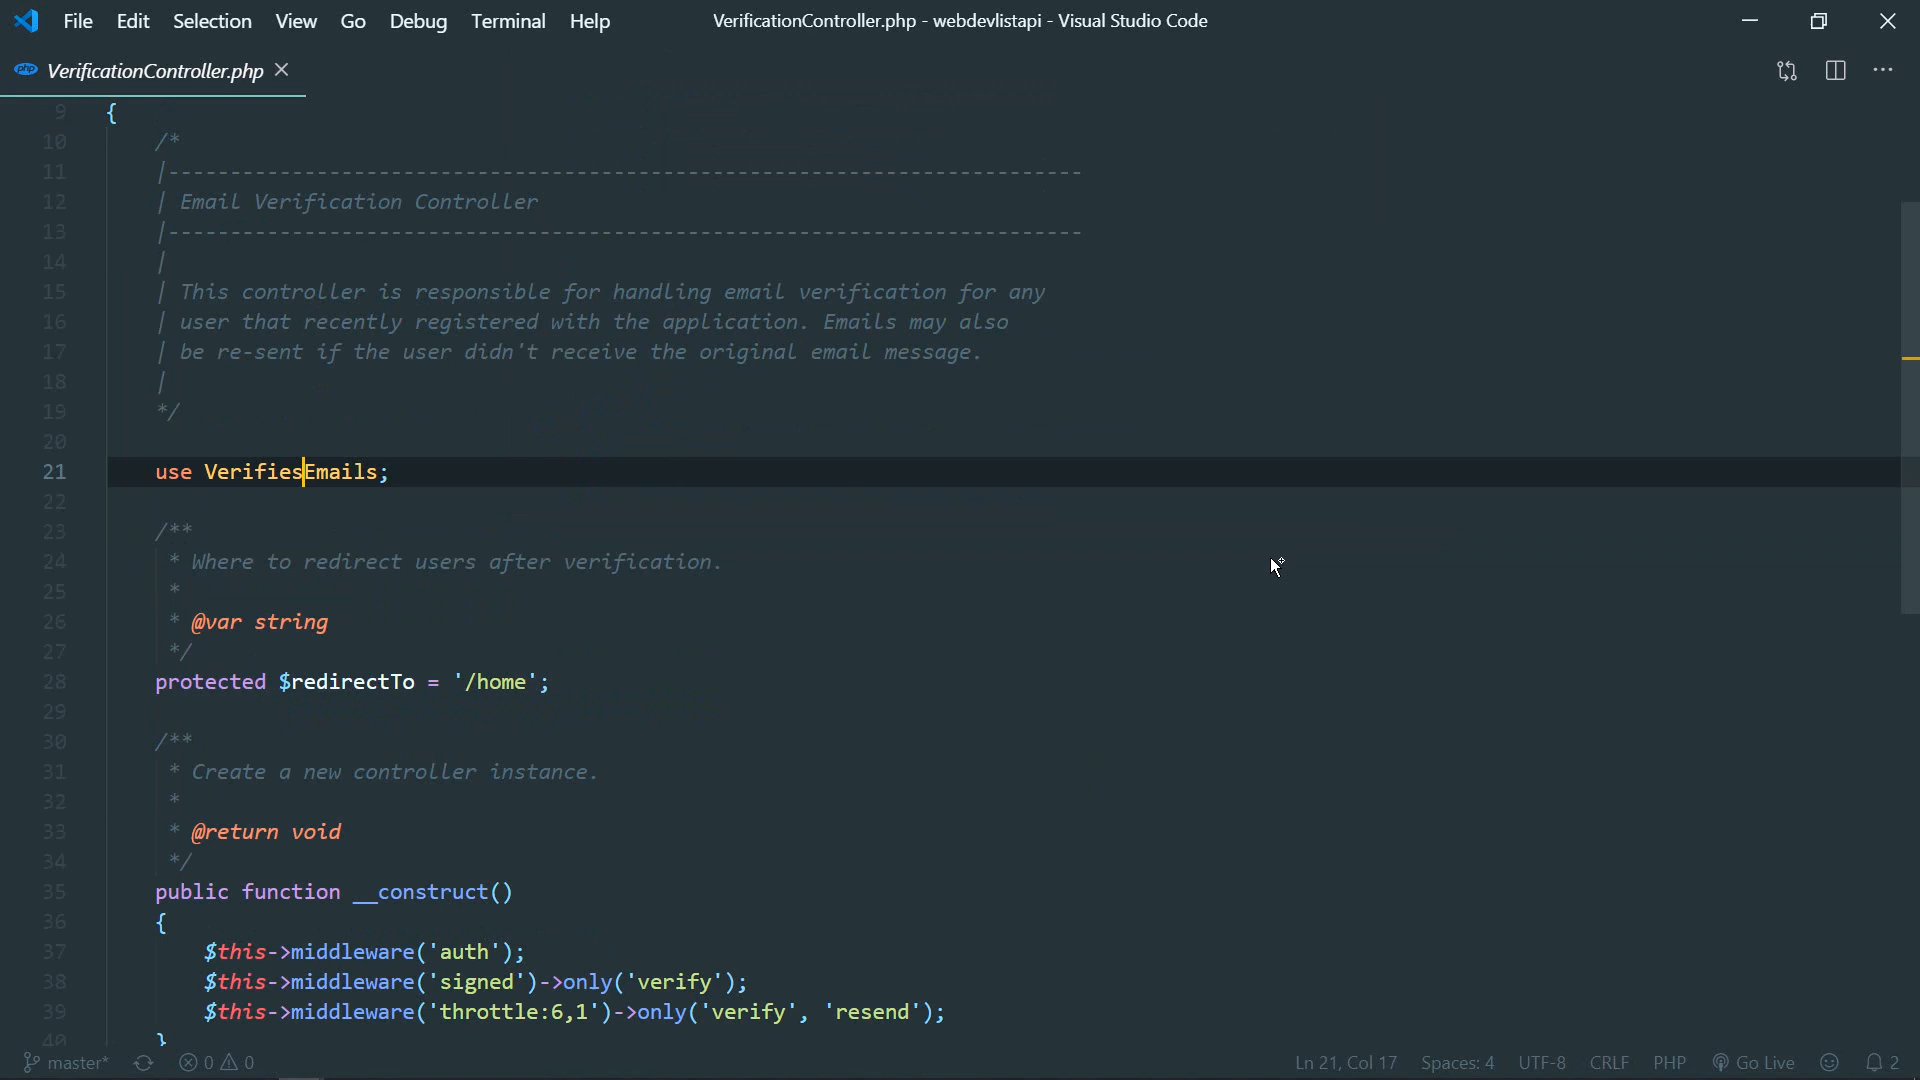 File Edit Selection View Go Debug Terminal Help VerificationController.php - webdevlistapi - Visual Studio Code
php VerificationController.php
9 {
10 /*
11 |--------------------------------------------------------------------------
12 | Email Verification Controller
13 |--------------------------------------------------------------------------
14 |
15 | This controller is responsible for handling email verification for any
16 | user that recently registered with the application. Emails may also
17 | be re-sent if the user didn't receive the original email message.
18 |
19 */
20
21 use VerifiesEmails;
22
23 /**
24 * Where to redirect users after verification.
25 *
26 * @var string
27 */
28 protected $redirectTo = '/home';
29
30 /**
31 * Create a new controller instance.
32 *
33 * @return void
34 */
35 public function __construct()
36 {
37 $this->middleware('auth');
38 $this->middleware('signed')->only('verify');
39 $this->middleware('throttle:6,1')->only('verify', 'resend');
40 }
master* 0 0 Ln 21, Col 17 Spaces: 4 UTF-8 CRLF PHP Go Live 2